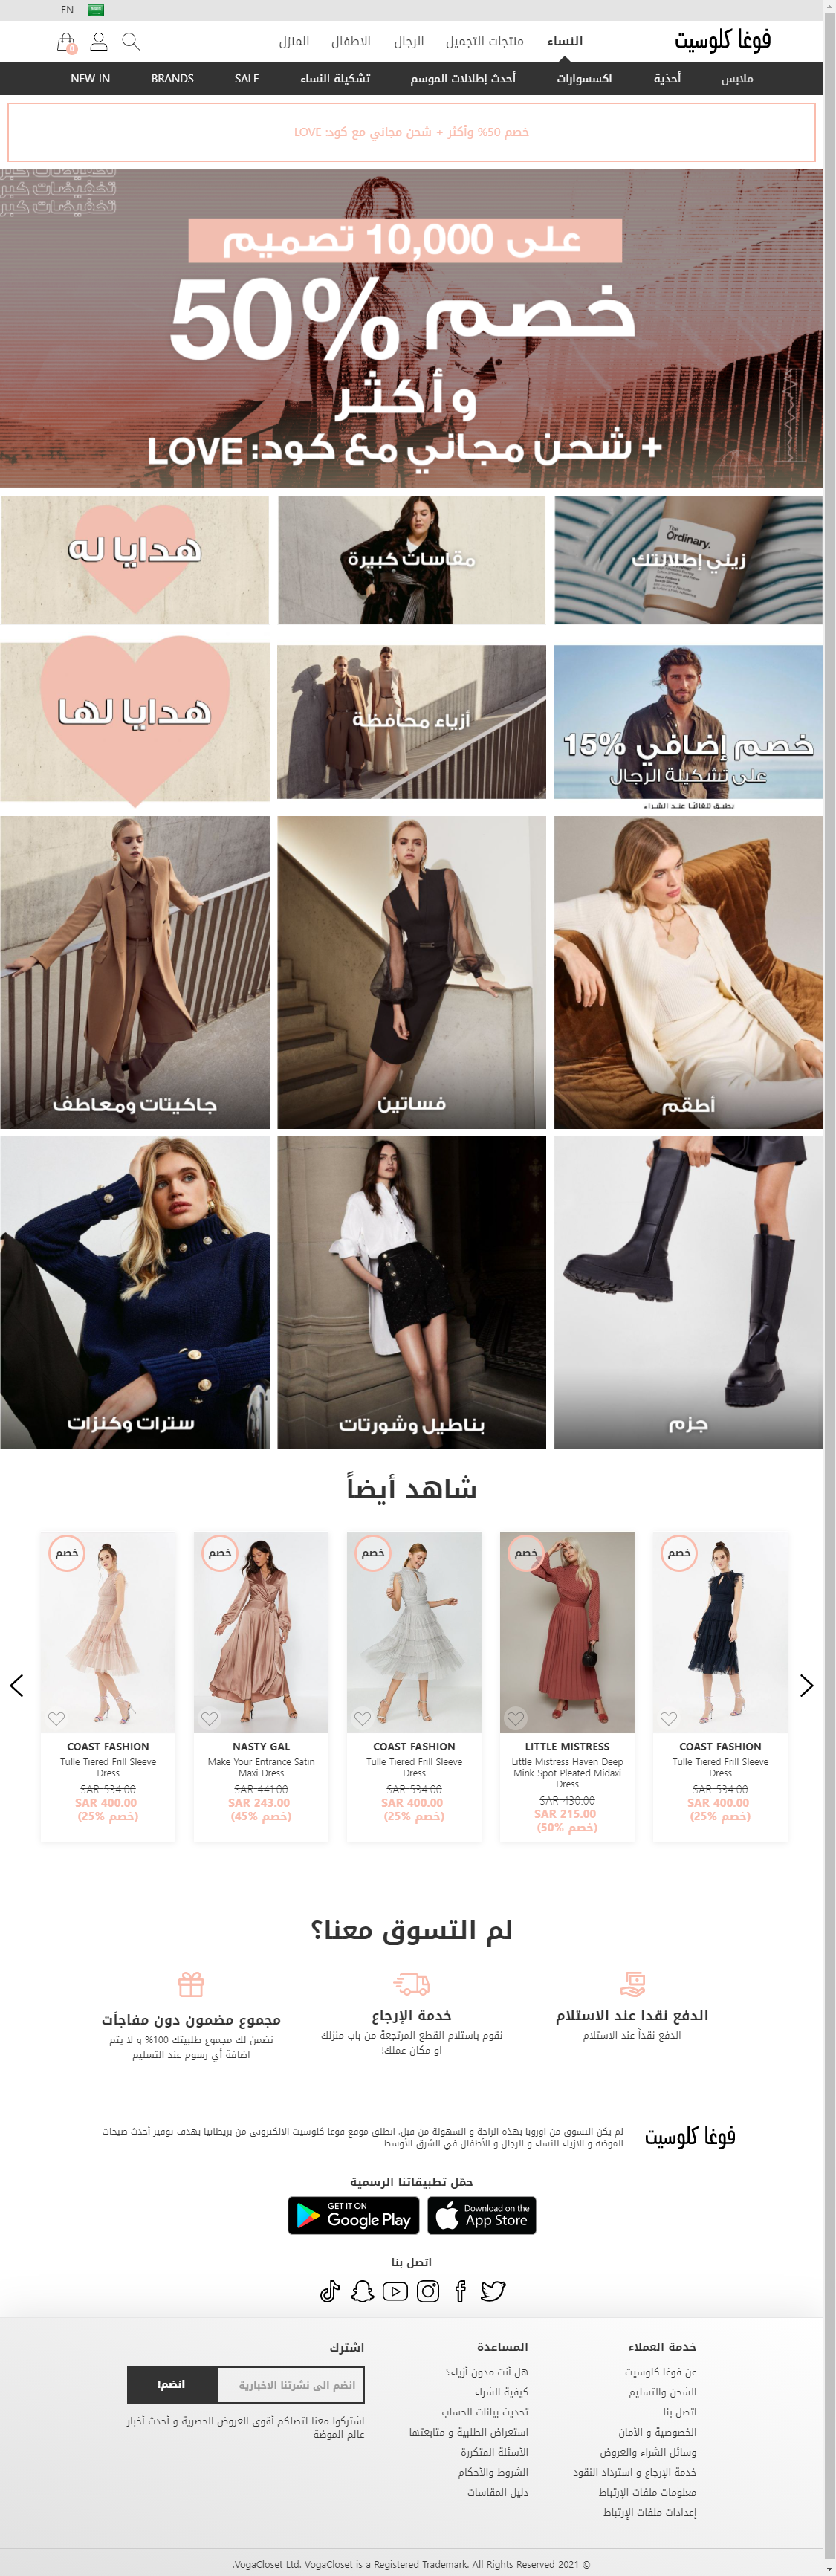 EN
فوغا كلوسيت
النساء
منتجات التجميل
الرجال
الاطفال
المنزل
0
ملابس
أحذية
اكسسوارات
أحدث إطلالات الموسم
تشكيلة النساء
SALE
BRANDS
NEW IN
خصم 50% وأكثر + شحن مجاني مع كود: LOVE
تخفيضات كبر
تخفيضات كبر
تخفيضات كبر
على 10,000 تصميم
خصم 50%
وأكثر
+ شحن مجاني مع كود: LOVE
The
Ordinary.
زيني إطلالتك
مقاسات كبيرة
هدايا له
خصم إضافي 15%
على تشكيلة الرجال
يطبق تلقائيا عند الشراء
أزياء محافظة
هدايا لها
أطقم
فساتين
جاكيتات ومعاطف
جزم
بناطيل وشورتات
سترات وكنزات
شاهد أيضاً
خصم
COAST FASHION
Tulle Tiered Frill Sleeve
Dress
SAR 534.00
SAR 400.00
(خصم 25%)
خصم
LITTLE MISTRESS
Little Mistress Haven Deep
Mink Spot Pleated Midaxi
Dress
SAR 430.00
SAR 215.00
(خصم 50%)
خصم
COAST FASHION
Tulle Tiered Frill Sleeve
Dress
SAR 534.00
SAR 400.00
(خصم 25%)
خصم
NASTY GAL
Make Your Entrance Satin
Maxi Dress
SAR 441.00
SAR 243.00
(خصم 45%)
خصم
COAST FASHION
Tulle Tiered Frill Sleeve
Dress
SAR 534.00
SAR 400.00
(خصم 25%)
لم التسوق معنا؟
الدفع نقدا عند الاستلام
الدفع نقداً عند الاستلام
خدمة الإرجاع
نقوم باستلام القطع المرتجعة من باب منزلك
او مكان عملك!
مجموع مضمون دون مفاجآت
نضمن لك مجموع طلبيتك 100% و لا يتم
اضافة أي رسوم عند التسليم
فوغا كلوسيت
لم يكن التسوق من اوروبا بهذه الراحة و السهولة من قبل. انطلق موقع فوغا كلوسيت الالكتروني من بريطانيا بهدف توفير أحدث صيحات
الموضة و الازياء للنساء و الرجال و الأطفال في الشرق الأوسط
حمّل تطبيقاتنا الرسمية
Download on the
App Store
GET IT ON
Google Play
اتصل بنا
خدمة العملاء
عن فوغا كلوسيت
الشحن والتسليم
اتصل بنا
الخصوصية و الأمان
وسائل الشراء والعروض
خدمة الإرجاع و استرداد النقود
معلومات ملفات الإرتباط
إعدادات ملفات الإرتباط
المساعدة
هل أنت مدون أزياء؟
كيفية الشراء
تحديث بيانات الحساب
استعراض الطلبية و متابعتها
الأسئلة المتكررة
الشروط والأحكام
دليل المقاسات
اشترك
انضم الى نشرتنا الاخبارية
انضم!
اشتركوا معنا لتصلكم أقوى العروض الحصرية و أحدث أخبار
عالم الموضة
© 2021 VogaCloset Ltd. VogaCloset is a Registered Trademark. All Rights Reserved.